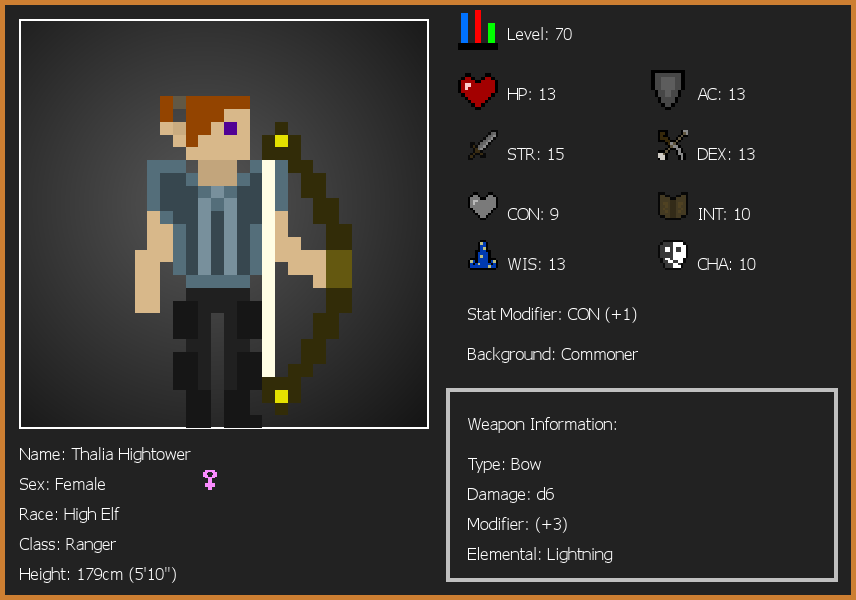 Level: 70
HP: 13
AC: 13
STR: 15
DEX: 13
CON: 9
INT: 10
WIS: 13
CHA: 10
Stat Modifier: CON (+1)
Background: Commoner
Weapon Information:
Type: Bow
Damage: d6
Modifier: (+3)
Elemental: Lightning
Name: Thalia Hightower
Sex: Female
Race: High Elf
Class: Ranger
Height: 179cm (5'10")